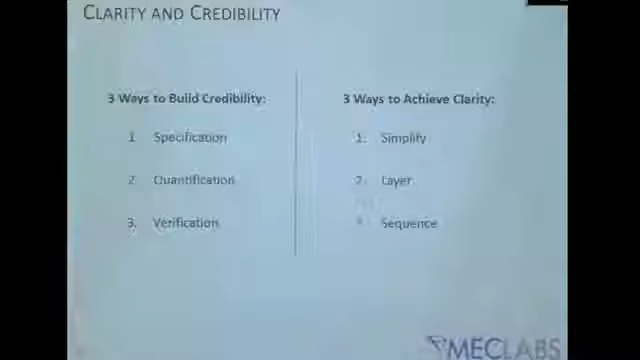 CLARITY AND CREDIBILITY
3 Ways to Build Credibility:
1. Specification
2. Quantification
3. Verification
3 Ways to Achieve Clarity:
1. Simplify
2. Layer
Sequence
MECLABS